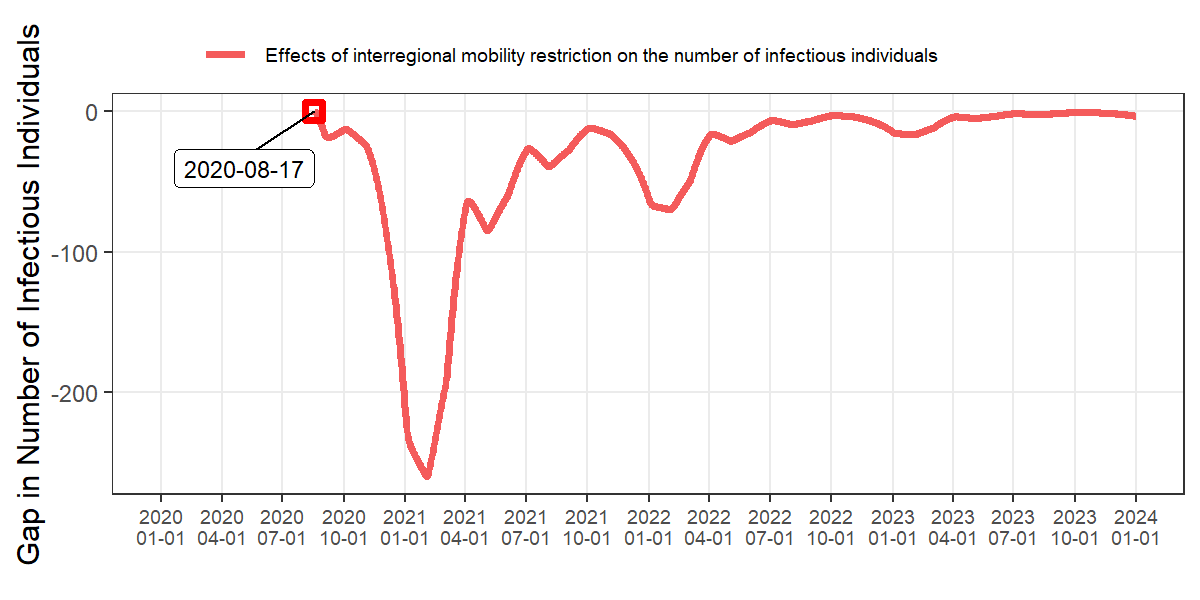 Effects of interregional mobility restriction on the number of infectious individuals
Gap in Number of Infectious Individuals
0
-100
-200
2020-08-17
2020 2020 2020 2020 2021 2021 2021 2021 2022 2022 2022 2022 2023 2023 2023 2023 2024
01-01 04-01 07-01 10-01 01-01 04-01 07-01 10-01 01-01 04-01 07-01 10-01 01-01 04-01 07-01 10-01 01-01